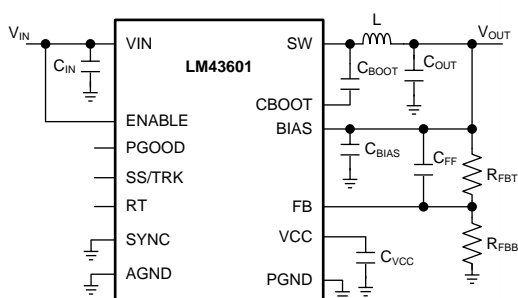 V_IN
VIN
C_IN
LM43601
ENABLE
PGOOD
SS/TRK
RT
SYNC
AGND
SW
L
V_OUT
C_BOOT
C_OUT
CBOOT
BIAS
C_BIAS
C_FF
R_FBT
FB
VCC
C_VCC
R_FBB
PGND